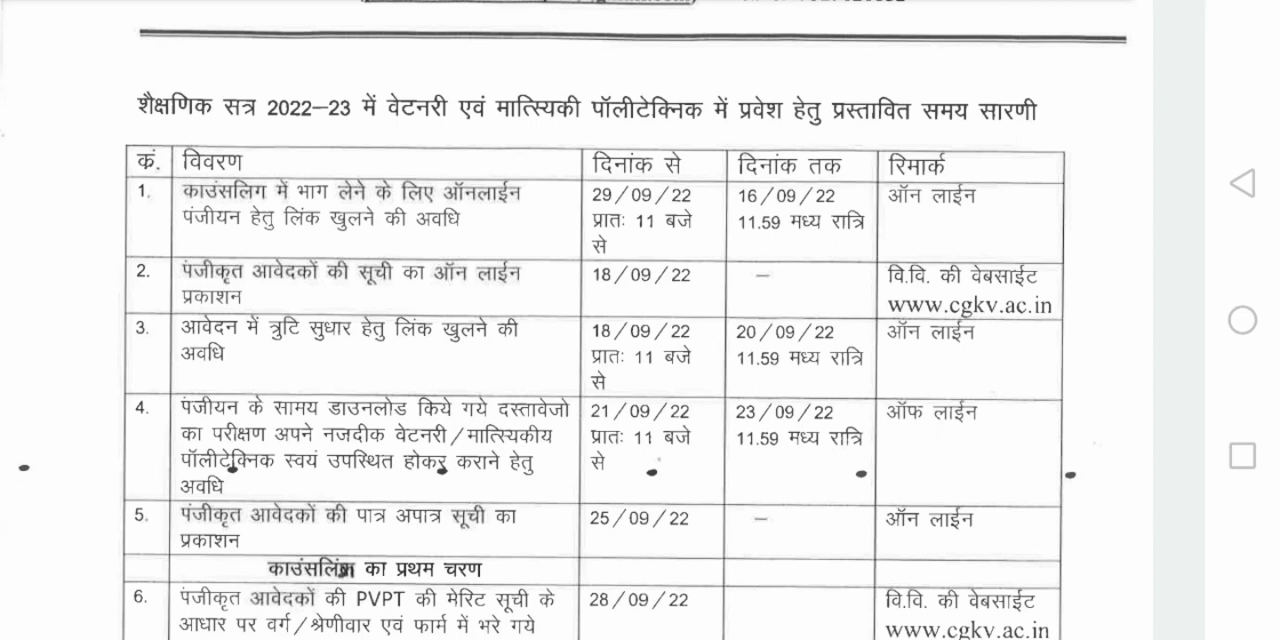 शैक्षणिक सत्र 2022–23 में वेटनरी एवं मात्स्यिकी पॉलीटेक्निक में प्रवेश हेतु प्रस्तावित समय सारणी
कं. विवरण दिनांक से दिनांक तक रिमार्क
1. काउंसलिग में भाग लेने के लिए ऑनलाईन 29/09/22 16/09/22 ऑन लाईन
पंजीयन हेतु लिंक खुलने की अवधि प्रातः 11 बजे 11.59 मध्य रात्रि
से
2. पंजीकृत आवेदकों की सूची का ऑन लाईन 18/09/22 – वि.वि. की वेबसाईट
प्रकाशन www.cgkv.ac.in
3. आवेदन में त्रुटि सुधार हेतु लिंक खुलने की 18/09/22 20/09/22 ऑन लाईन
अवधि प्रातः 11 बजे 11.59 मध्य रात्रि
से
4. पंजीयन के सामय डाउनलोड किये गये दस्तावेजो 21/09/22 23/09/22 ऑफ लाईन
का परीक्षण अपने नजदीक वेटनरी/मात्स्यिकीय प्रातः 11 बजे 11.59 मध्य रात्रि
पॉलीटेक्निक स्वयं उपस्थित होकर कराने हेतु से
अवधि
5. पंजीकृत आवेदकों की पात्र अपात्र सूची का 25/09/22 – ऑन लाईन
प्रकाशन
काउंसलिंग का प्रथम चरण
6. पंजीकृत आवेदकों की PVPT की मेरिट सूची के 28/09/22 वि.वि. की वेबसाईट
आधार पर वर्ग/श्रेणीवार एवं फार्म में भरे गये www.cgkv.ac.in